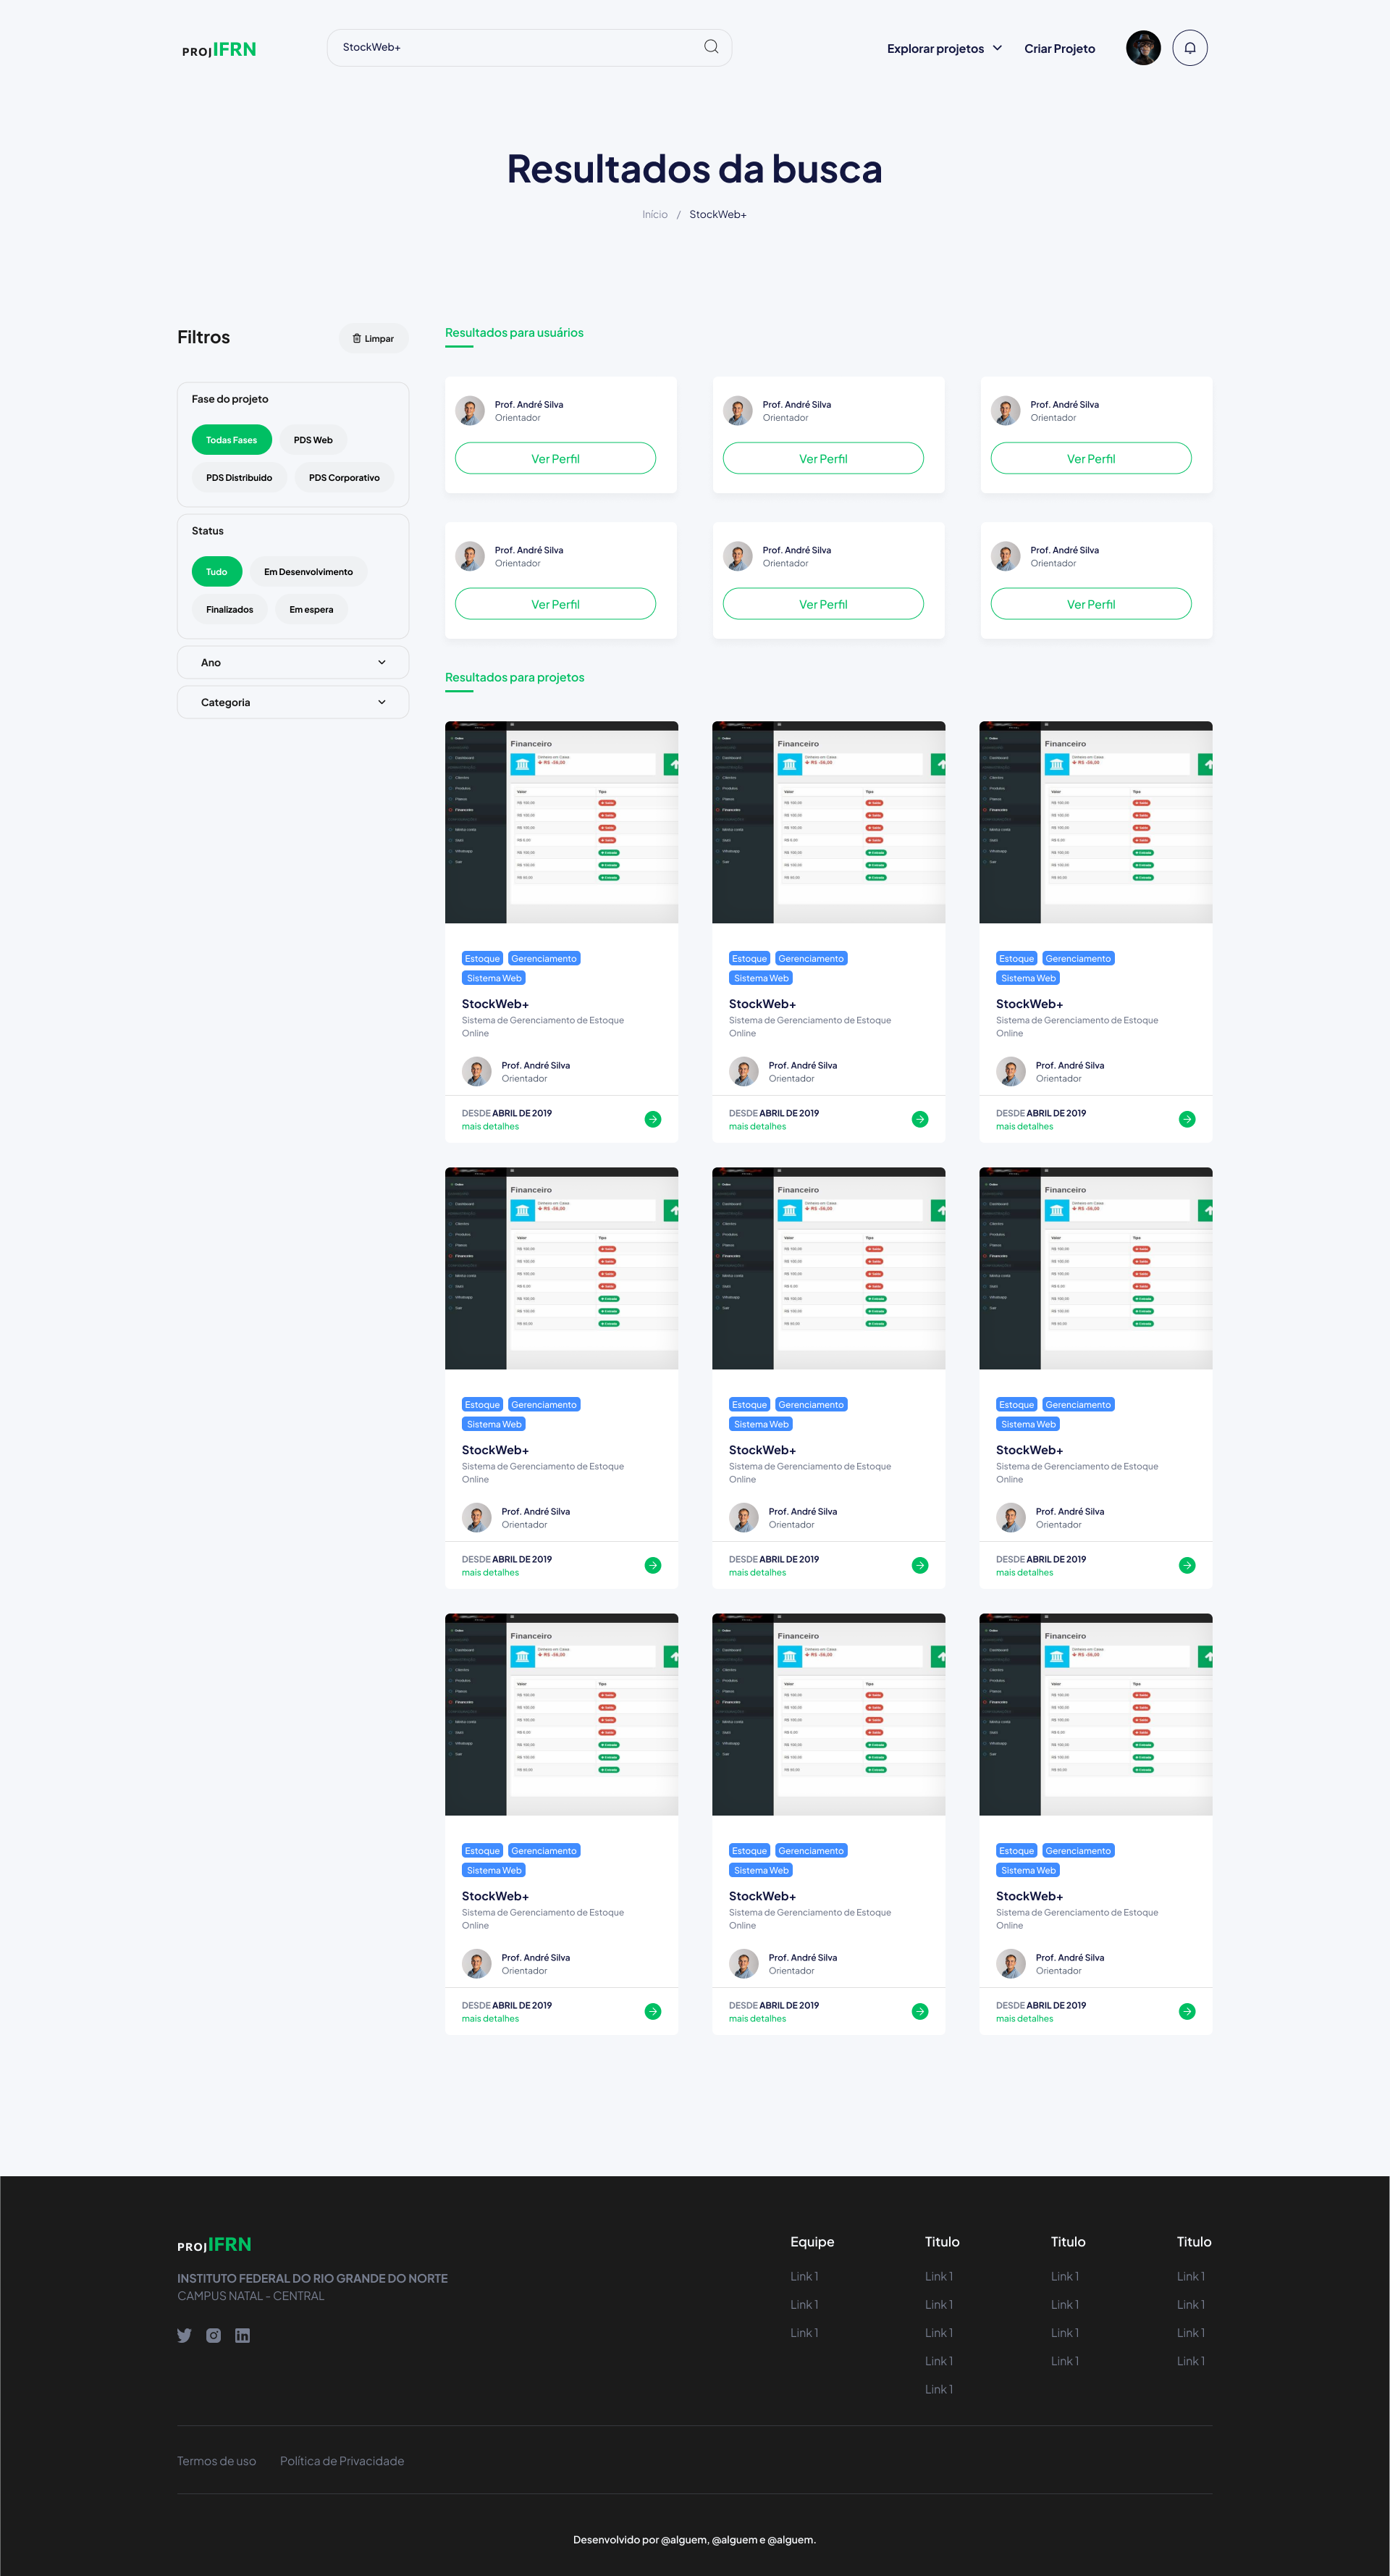 PROJIFRN
StockWeb+
Explorar projetos
Criar Projeto
Resultados da busca
Início / StockWeb+
Filtros
Limpar
Fase do projeto
Todas Fases
PDS Web
PDS Distribuido
PDS Corporativo
Status
Tudo
Em Desenvolvimento
Finalizados
Em espera
Ano
Categoria
Resultados para usuários
Prof. André Silva
Orientador
Ver Perfil
Prof. André Silva
Orientador
Ver Perfil
Prof. André Silva
Orientador
Ver Perfil
Prof. André Silva
Orientador
Ver Perfil
Prof. André Silva
Orientador
Ver Perfil
Prof. André Silva
Orientador
Ver Perfil
Resultados para projetos
Financeiro
Estoque Gerenciamento
Sistema Web
StockWeb+
Sistema de Gerenciamento de Estoque
Online
Prof. André Silva
Orientador
DESDE ABRIL DE 2019
mais detalhes
Financeiro
Estoque Gerenciamento
Sistema Web
StockWeb+
Sistema de Gerenciamento de Estoque
Online
Prof. André Silva
Orientador
DESDE ABRIL DE 2019
mais detalhes
Financeiro
Estoque Gerenciamento
Sistema Web
StockWeb+
Sistema de Gerenciamento de Estoque
Online
Prof. André Silva
Orientador
DESDE ABRIL DE 2019
mais detalhes
Financeiro
Estoque Gerenciamento
Sistema Web
StockWeb+
Sistema de Gerenciamento de Estoque
Online
Prof. André Silva
Orientador
DESDE ABRIL DE 2019
mais detalhes
Financeiro
Estoque Gerenciamento
Sistema Web
StockWeb+
Sistema de Gerenciamento de Estoque
Online
Prof. André Silva
Orientador
DESDE ABRIL DE 2019
mais detalhes
Financeiro
Estoque Gerenciamento
Sistema Web
StockWeb+
Sistema de Gerenciamento de Estoque
Online
Prof. André Silva
Orientador
DESDE ABRIL DE 2019
mais detalhes
Financeiro
Estoque Gerenciamento
Sistema Web
StockWeb+
Sistema de Gerenciamento de Estoque
Online
Prof. André Silva
Orientador
DESDE ABRIL DE 2019
mais detalhes
Financeiro
Estoque Gerenciamento
Sistema Web
StockWeb+
Sistema de Gerenciamento de Estoque
Online
Prof. André Silva
Orientador
DESDE ABRIL DE 2019
mais detalhes
Financeiro
Estoque Gerenciamento
Sistema Web
StockWeb+
Sistema de Gerenciamento de Estoque
Online
Prof. André Silva
Orientador
DESDE ABRIL DE 2019
mais detalhes
PROJIFRN
INSTITUTO FEDERAL DO RIO GRANDE DO NORTE
CAMPUS NATAL - CENTRAL
Equipe
Link 1
Link 1
Link 1
Titulo
Link 1
Link 1
Link 1
Link 1
Link 1
Titulo
Link 1
Link 1
Link 1
Link 1
Titulo
Link 1
Link 1
Link 1
Link 1
Termos de uso
Política de Privacidade
Desenvolvido por @alguem, @alguem e @alguem.